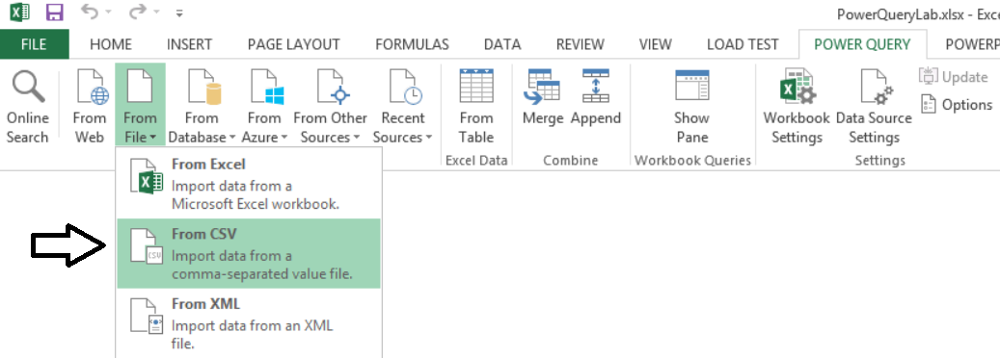 PowerQueryLab.xlsx - Exce
FILE HOME INSERT PAGE LAYOUT FORMULAS DATA REVIEW VIEW LOAD TEST POWER QUERY POWERP
Online Search
From Web
From File
From Database
From Azure
From Other Sources
Recent Sources
From Table
Excel Data
Merge
Append
Combine
Show Pane
Workbook Queries
Workbook Settings
Data Source Settings
Update
Options
Settings
From Excel
Import data from a
Microsoft Excel workbook.
From CSV
CSV
Import data from a
comma-separated value file.
From XML
Import data from an XML
file.